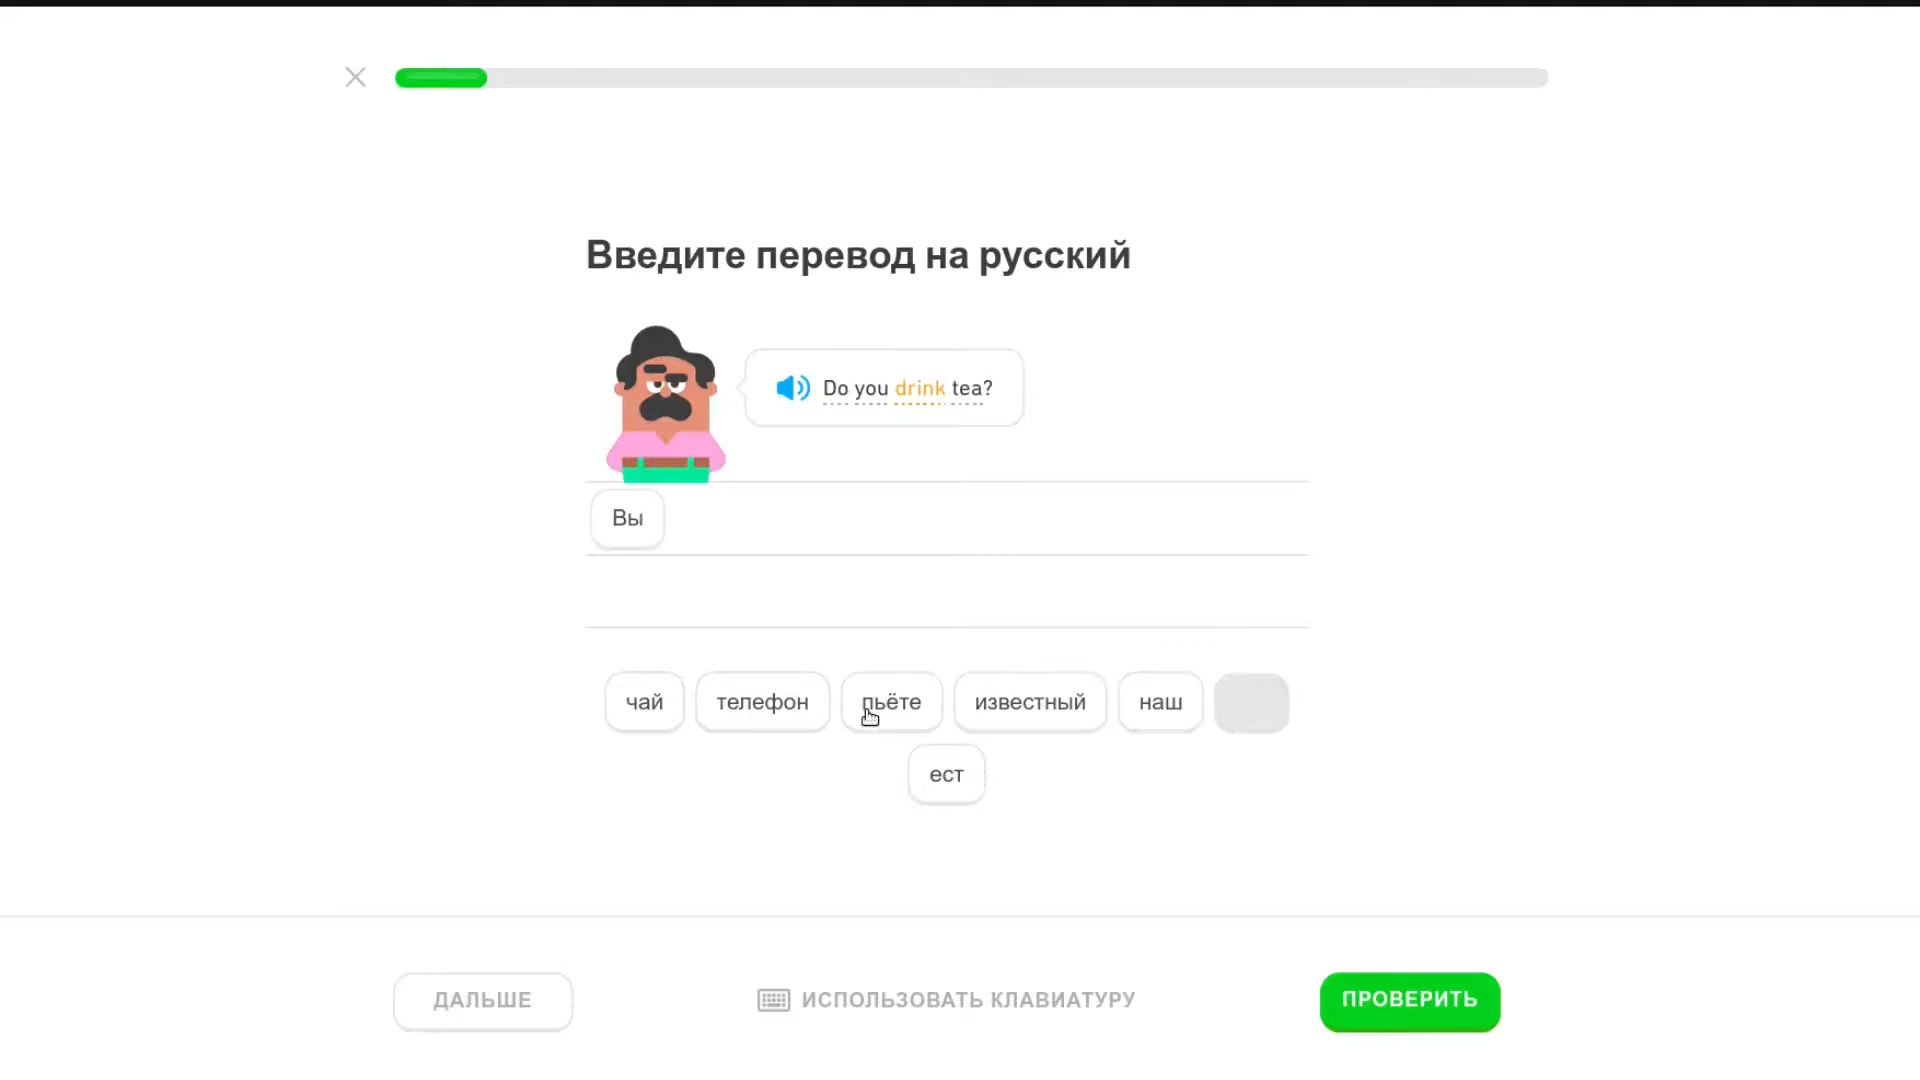 Введите перевод на русский
Do you drink tea?
Вы
чай телефон пьёте известный наш
ест
ДАЛЬШЕ ИСПОЛЬЗОВАТЬ КЛАВИАТУРУ ПРОВЕРИТЬ